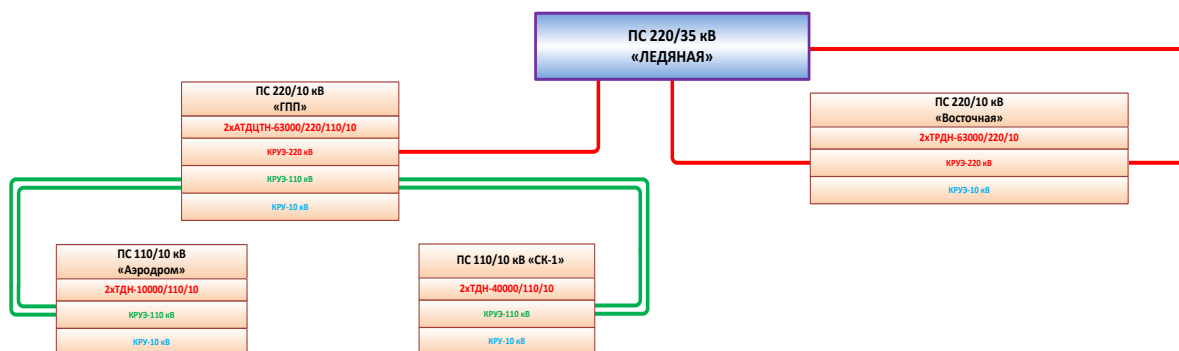 ПС 220/35 кВ
«ЛЕДЯНАЯ»
ПС 220/10 кВ
«ГПП»
2хАТДЦТН-63000/220/110/10
КРУЭ-220 кВ
КРУЭ-110 кВ
КРУ-10 кВ
ПС 220/10 кВ
«Восточная»
2хТРДН-63000/220/10
КРУЭ-220 кВ
КРУЭ-10 кВ
ПС 110/10 кВ
«Аэродром»
2хТДН-10000/110/10
КРУЭ-110 кВ
КРУ-10 кВ
ПС 110/10 кВ «СК-1»
2хТДН-40000/110/10
КРУЭ-110 кВ
КРУ-10 кВ